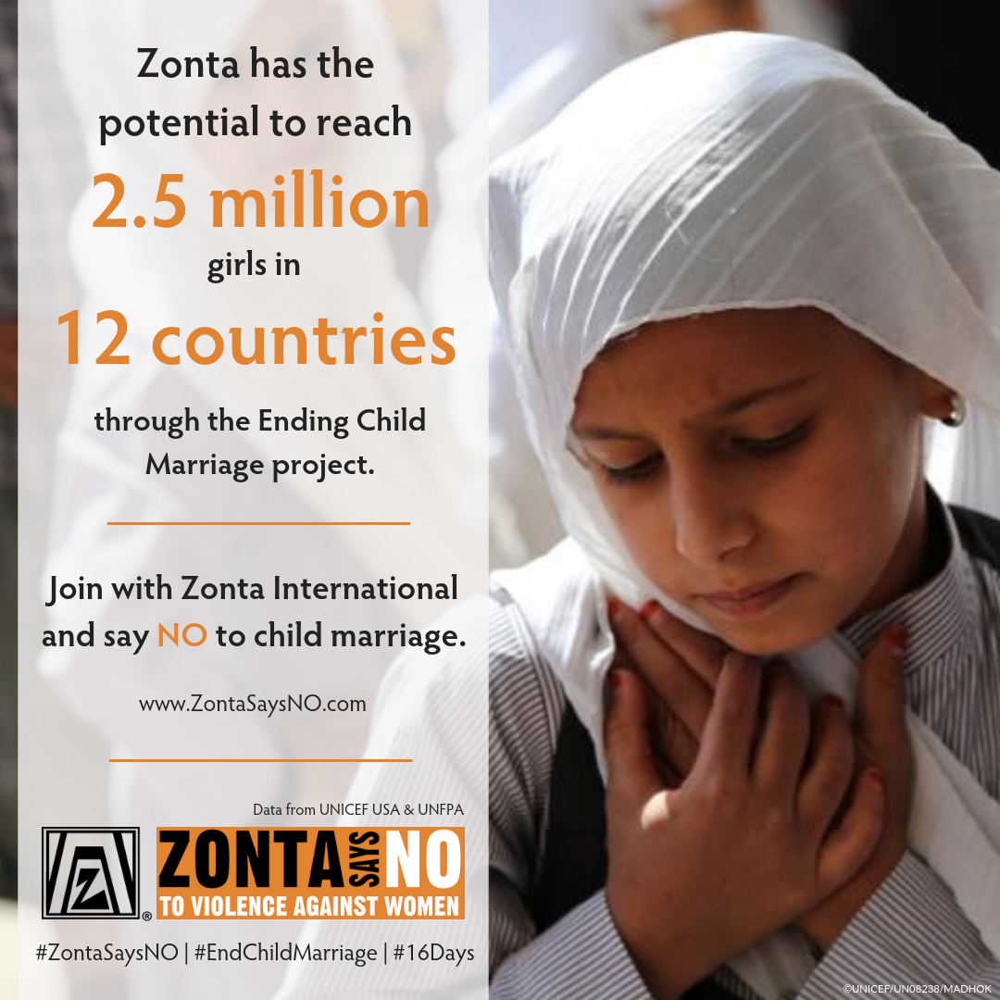 Zonta has the
potential to reach
2.5 million
girls in
12 countries
through the Ending Child
Marriage project.
Join with Zonta International
and say NO to child marriage.
www.ZontaSaysNO.com
Data from UNICEF USA & UNFPA
Z ® ZONTA SAYS NO
TO VIOLENCE AGAINST WOMEN
#ZontaSaysNO | #EndChildMarriage | #16Days
©UNICEF/UN08238/MADHOK